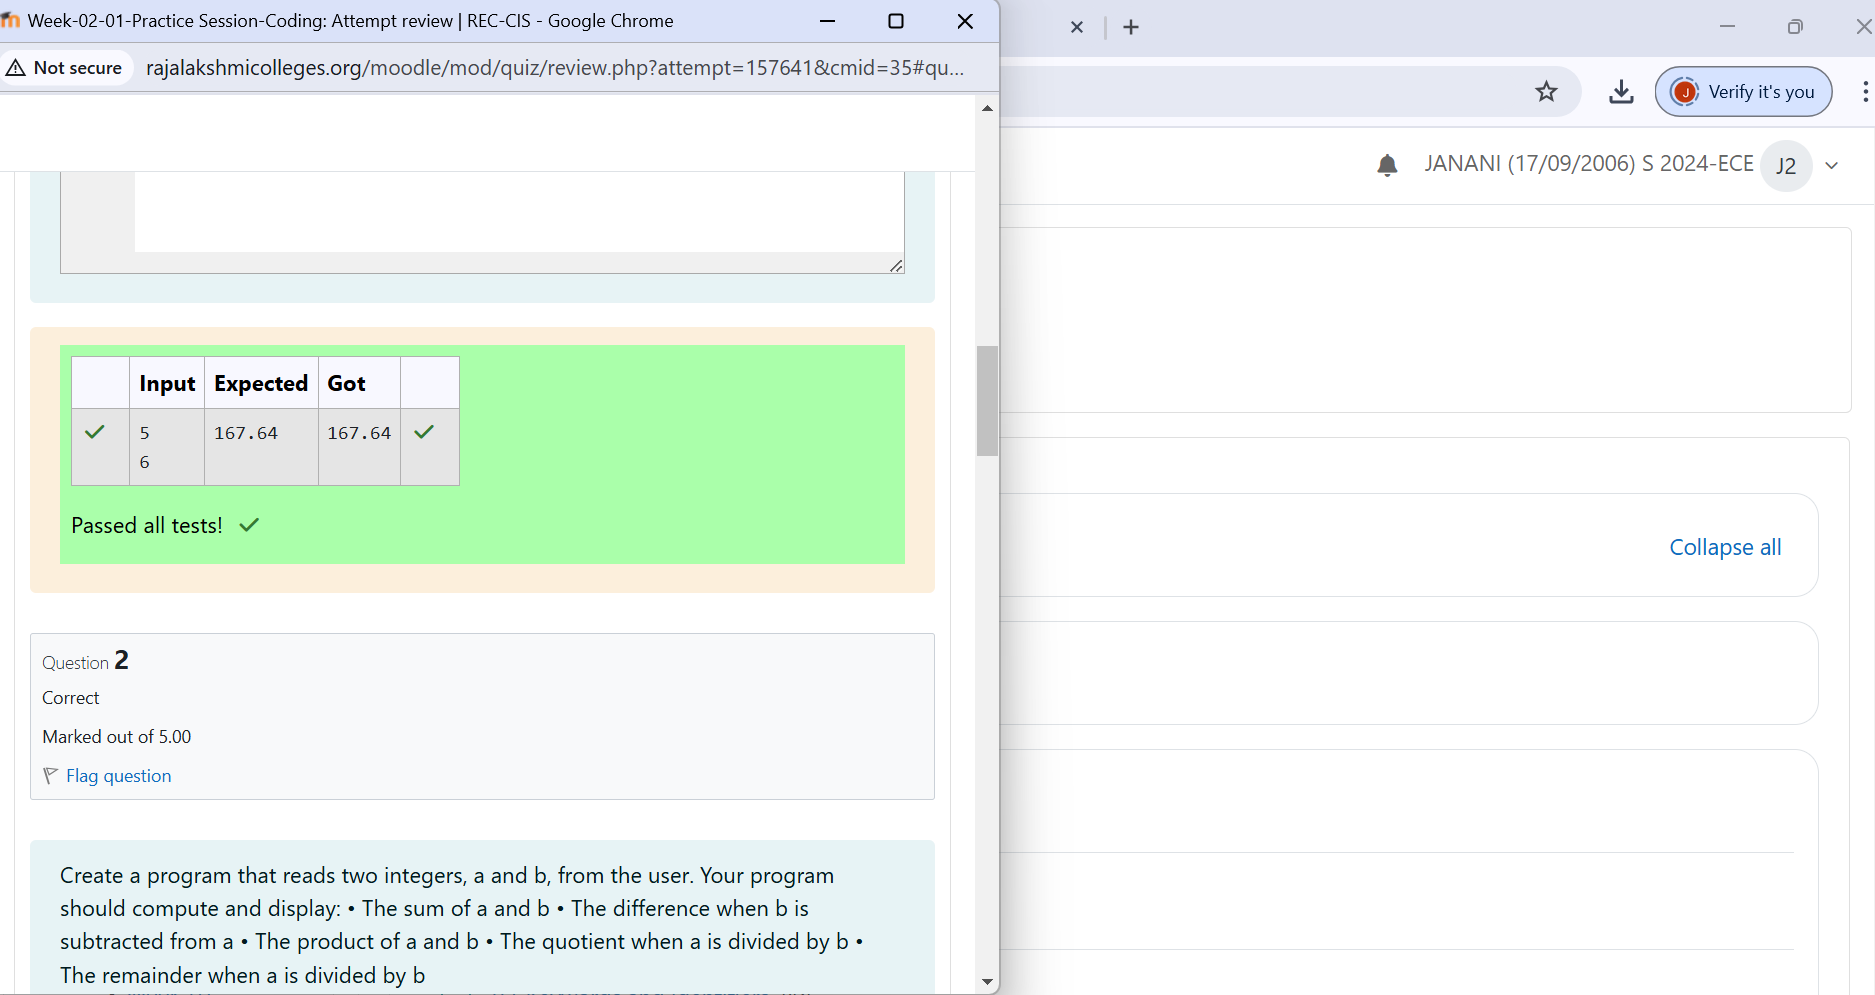 Week-02-01-Practice Session-Coding: Attempt review | REC-CIS - Google Chrome
Not secure
rajalakshmicolleges.org/moodle/mod/quiz/review.php?attempt=157641&cmid=35#qu...
Verify it's you
J
JANANI (17/09/2006) S 2024-ECE
J2
Input Expected Got
5 167.64 167.64
6
Passed all tests!
Collapse all
Question 2
Correct
Marked out of 5.00
Flag question
Create a program that reads two integers, a and b, from the user. Your program
should compute and display: • The sum of a and b • The difference when b is
subtracted from a • The product of a and b • The quotient when a is divided by b •
The remainder when a is divided by b